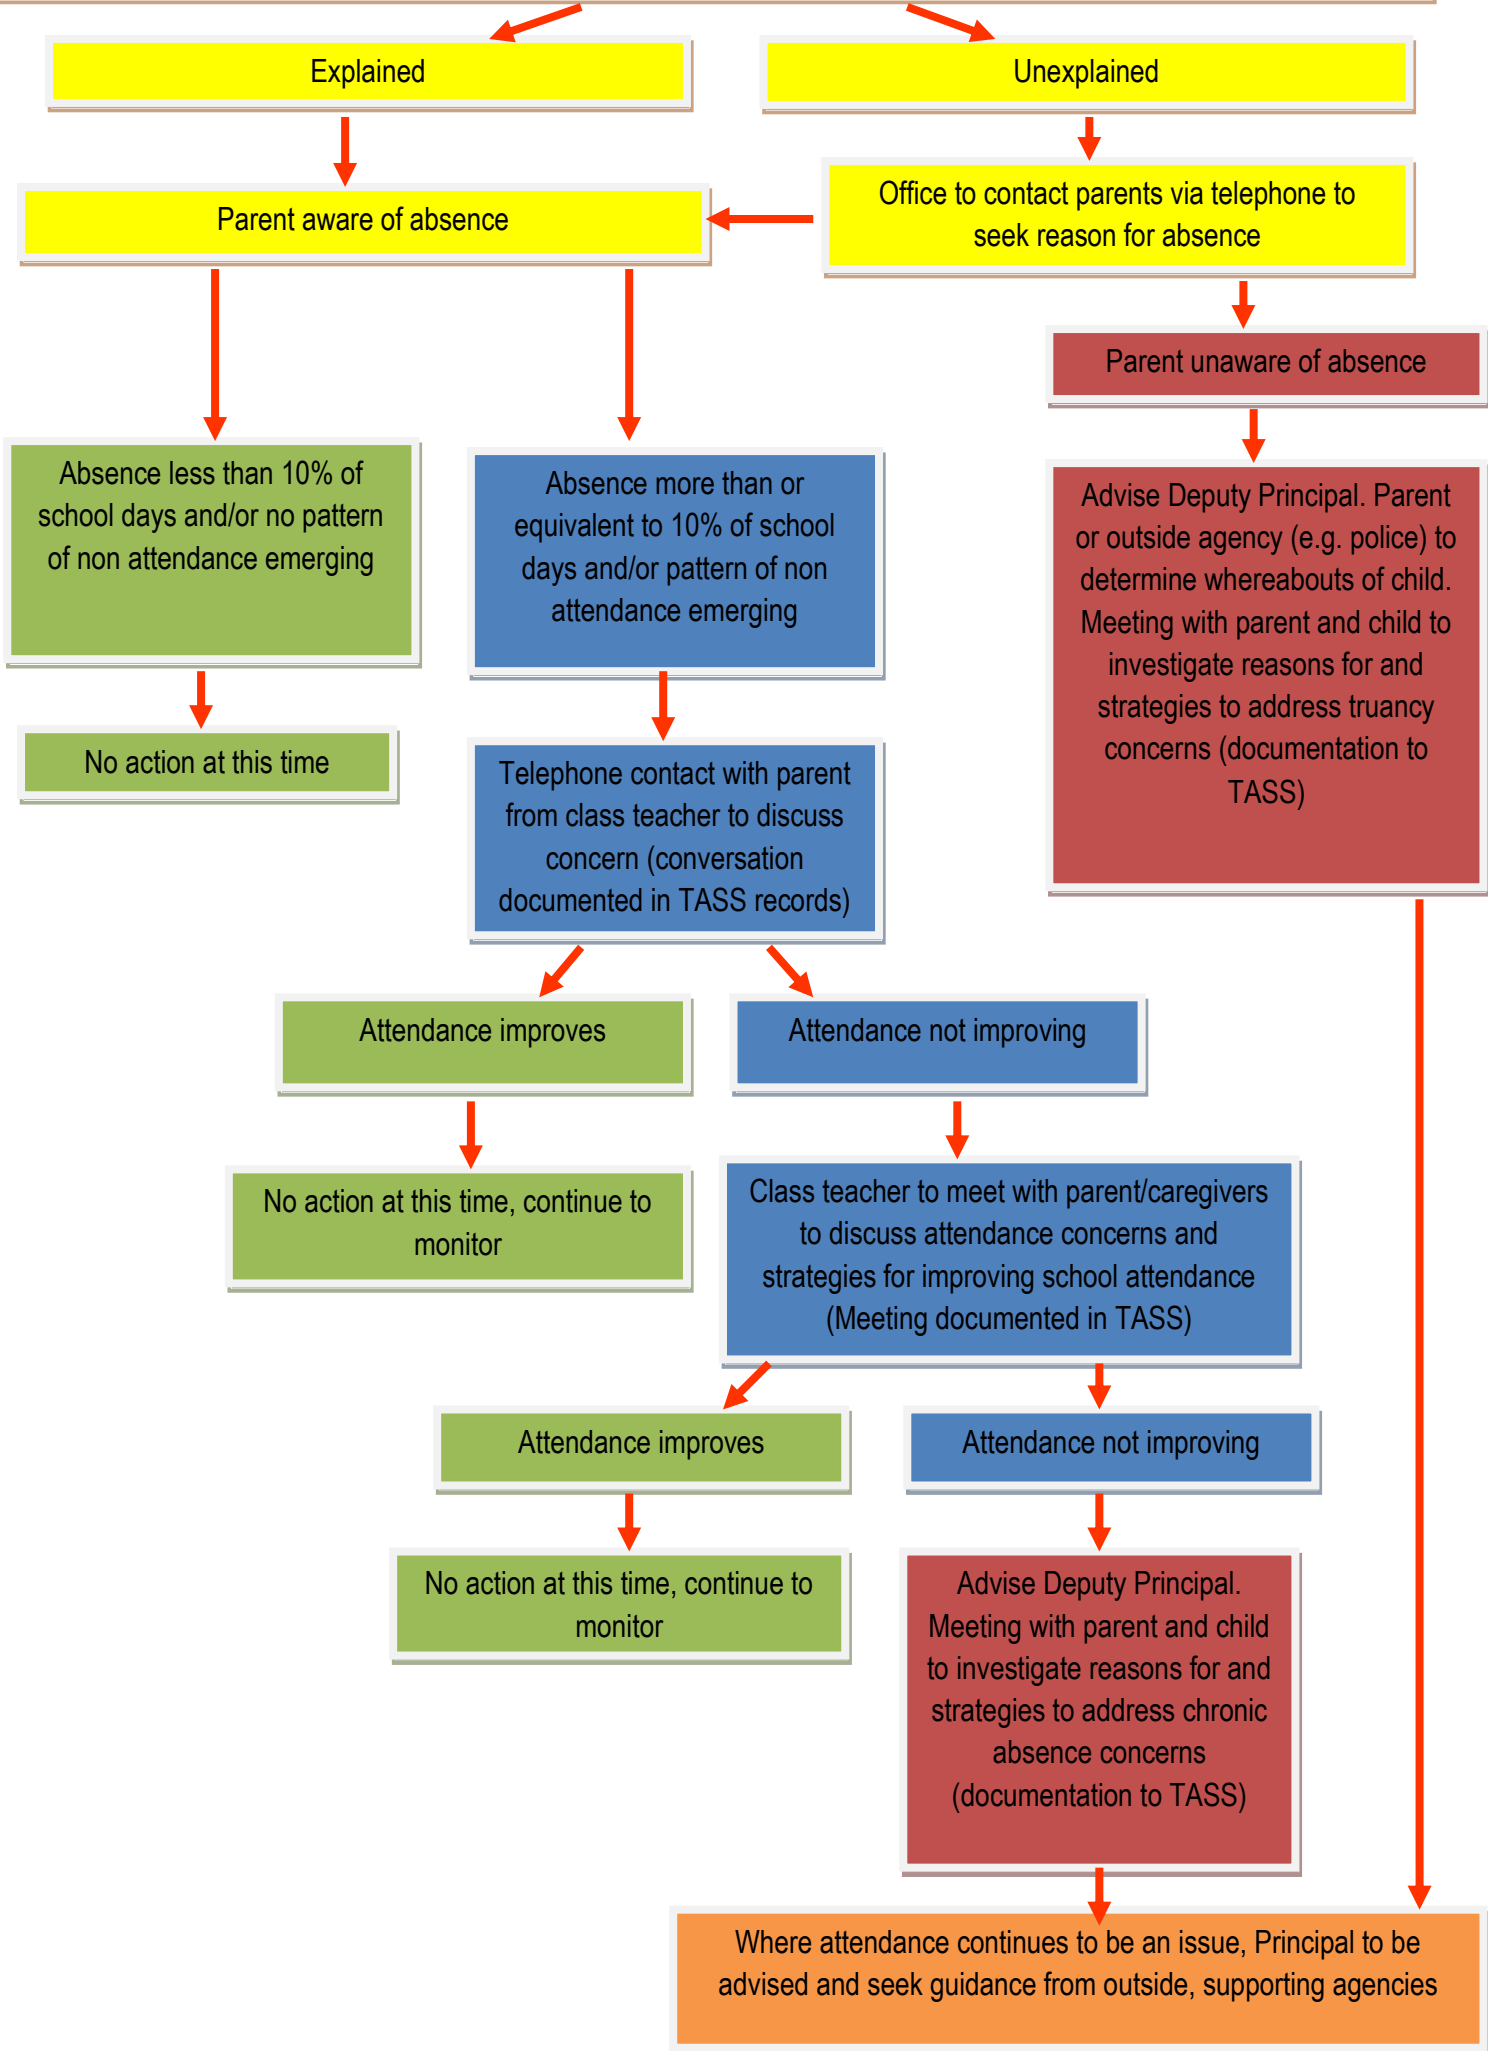 Explained
Unexplained
Office to contact parents via telephone to
seek reason for absence
Parent aware of absence
Parent unaware of absence
Absence less than 10% of
school days and/or no pattern
of non attendance emerging
Absence more than or
equivalent to 10% of school
days and/or pattern of non
attendance emerging
Advise Deputy Principal. Parent
or outside agency (e.g. police) to
determine whereabouts of child.
Meeting with parent and child to
investigate reasons for and
strategies to address truancy
concerns (documentation to
TASS)
No action at this time
Telephone contact with parent
from class teacher to discuss
concern (conversation
documented in TASS records)
Attendance improves
Attendance not improving
No action at this time, continue to
monitor
Class teacher to meet with parent/caregivers
to discuss attendance concerns and
strategies for improving school attendance
(Meeting documented in TASS)
Attendance improves
Attendance not improving
No action at this time, continue to
monitor
Advise Deputy Principal.
Meeting with parent and child
to investigate reasons for and
strategies to address chronic
absence concerns
(documentation to TASS)
Where attendance continues to be an issue, Principal to be
advised and seek guidance from outside, supporting agencies